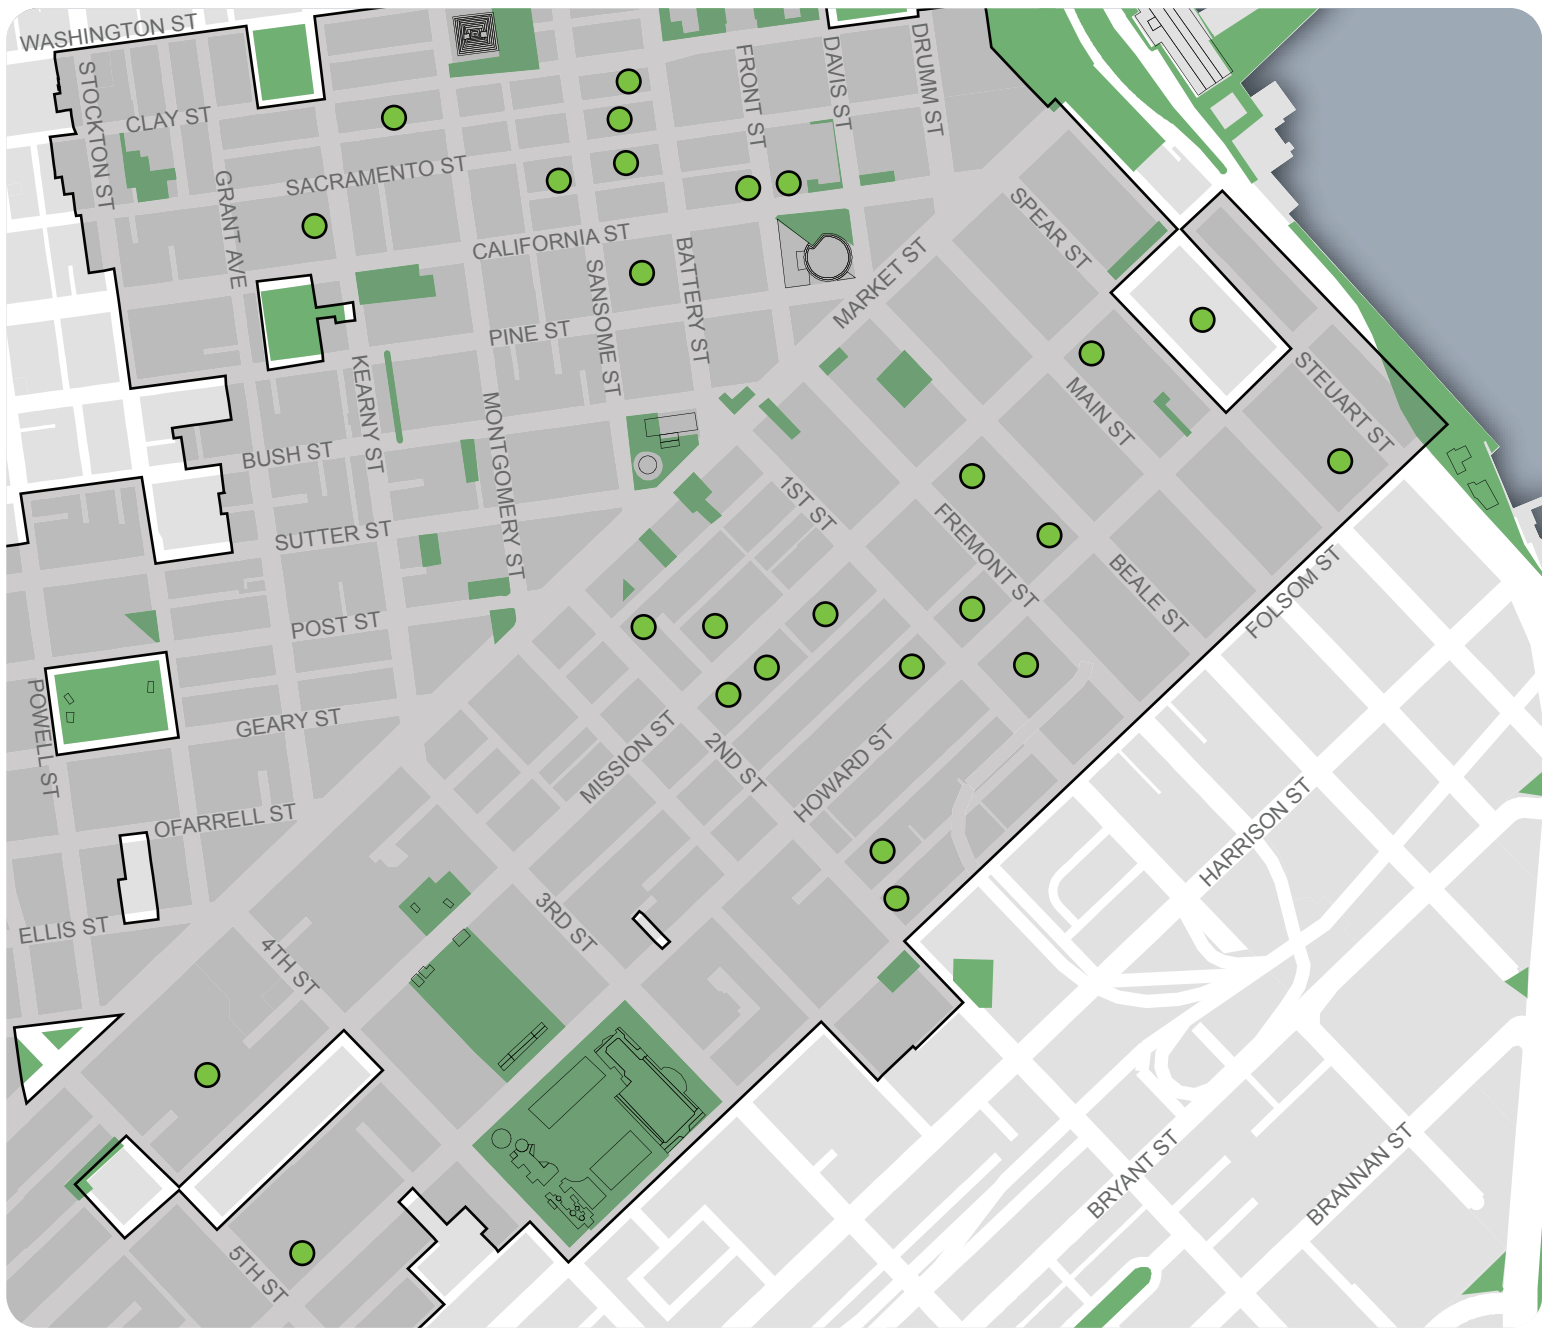 WASHINGTON ST
STOCKTON ST
CLAY ST
GRANT AVE
SACRAMENTO ST
FRONT ST
DAVIS ST
DRUMM ST
CALIFORNIA ST
SANSOME ST
BATTERY ST
SPEAR ST
MARKET ST
PINE ST
KEARNY ST
MONTGOMERY ST
BUSH ST
MAIN ST
STEUART ST
SUTTER ST
1ST ST
FREMONT ST
BEALE ST
FOLSOM ST
POST ST
POWELL ST
GEARY ST
MISSION ST
2ND ST
HOWARD ST
OFARRELL ST
HARRISON ST
ELLIS ST
4TH ST
3RD ST
BRYANT ST
BRANNAN ST
5TH ST